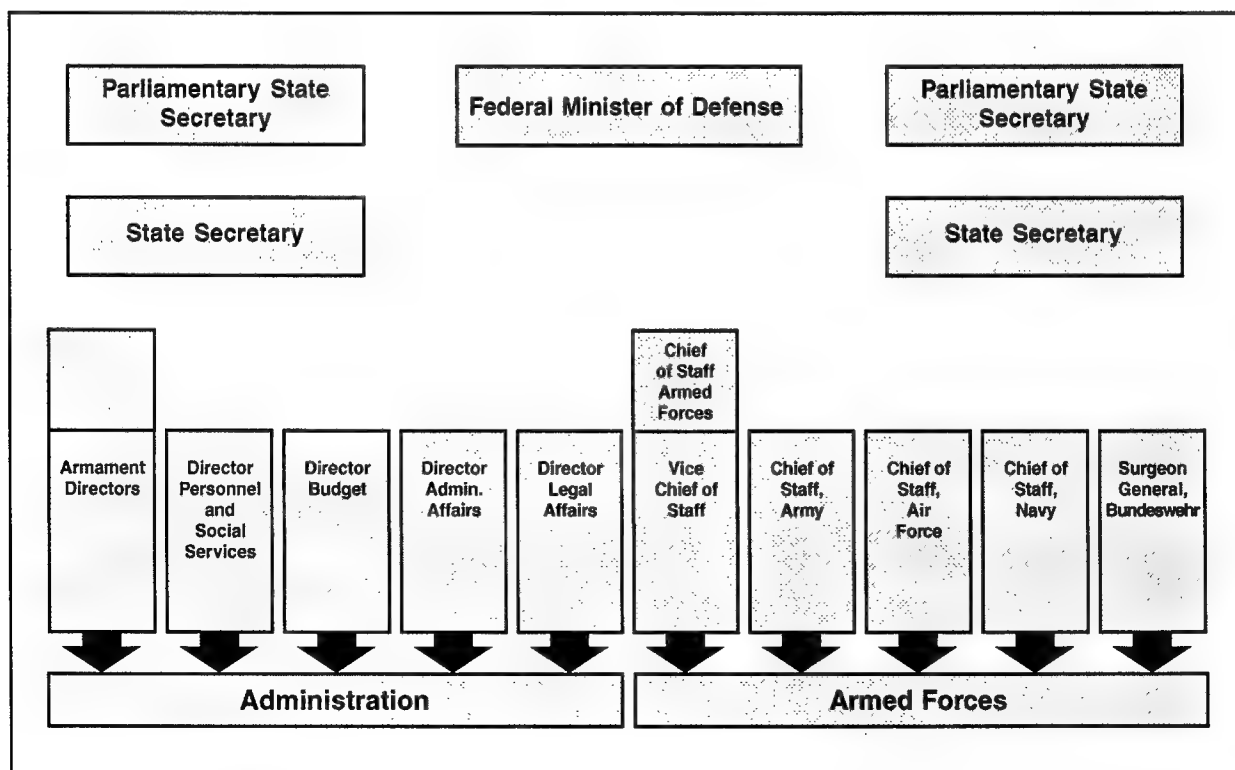 Parliamentary State
Secretary
Federal Minister of Defense
Parliamentary State
Secretary
State Secretary
State Secretary
Chief
of Staff
Armed
Forces
Armament
Directors
Director
Personnel
and
Social
Services
Director
Budget
Director
Admin.
Affairs
Director
Legal
Affairs
Vice
Chief of
Staff
Chief of
Staff,
Army
Chief of
Staff,
Air
Force
Chief of
Staff,
Navy
Surgeon
General,
Bundeswehr
Administration
Armed Forces